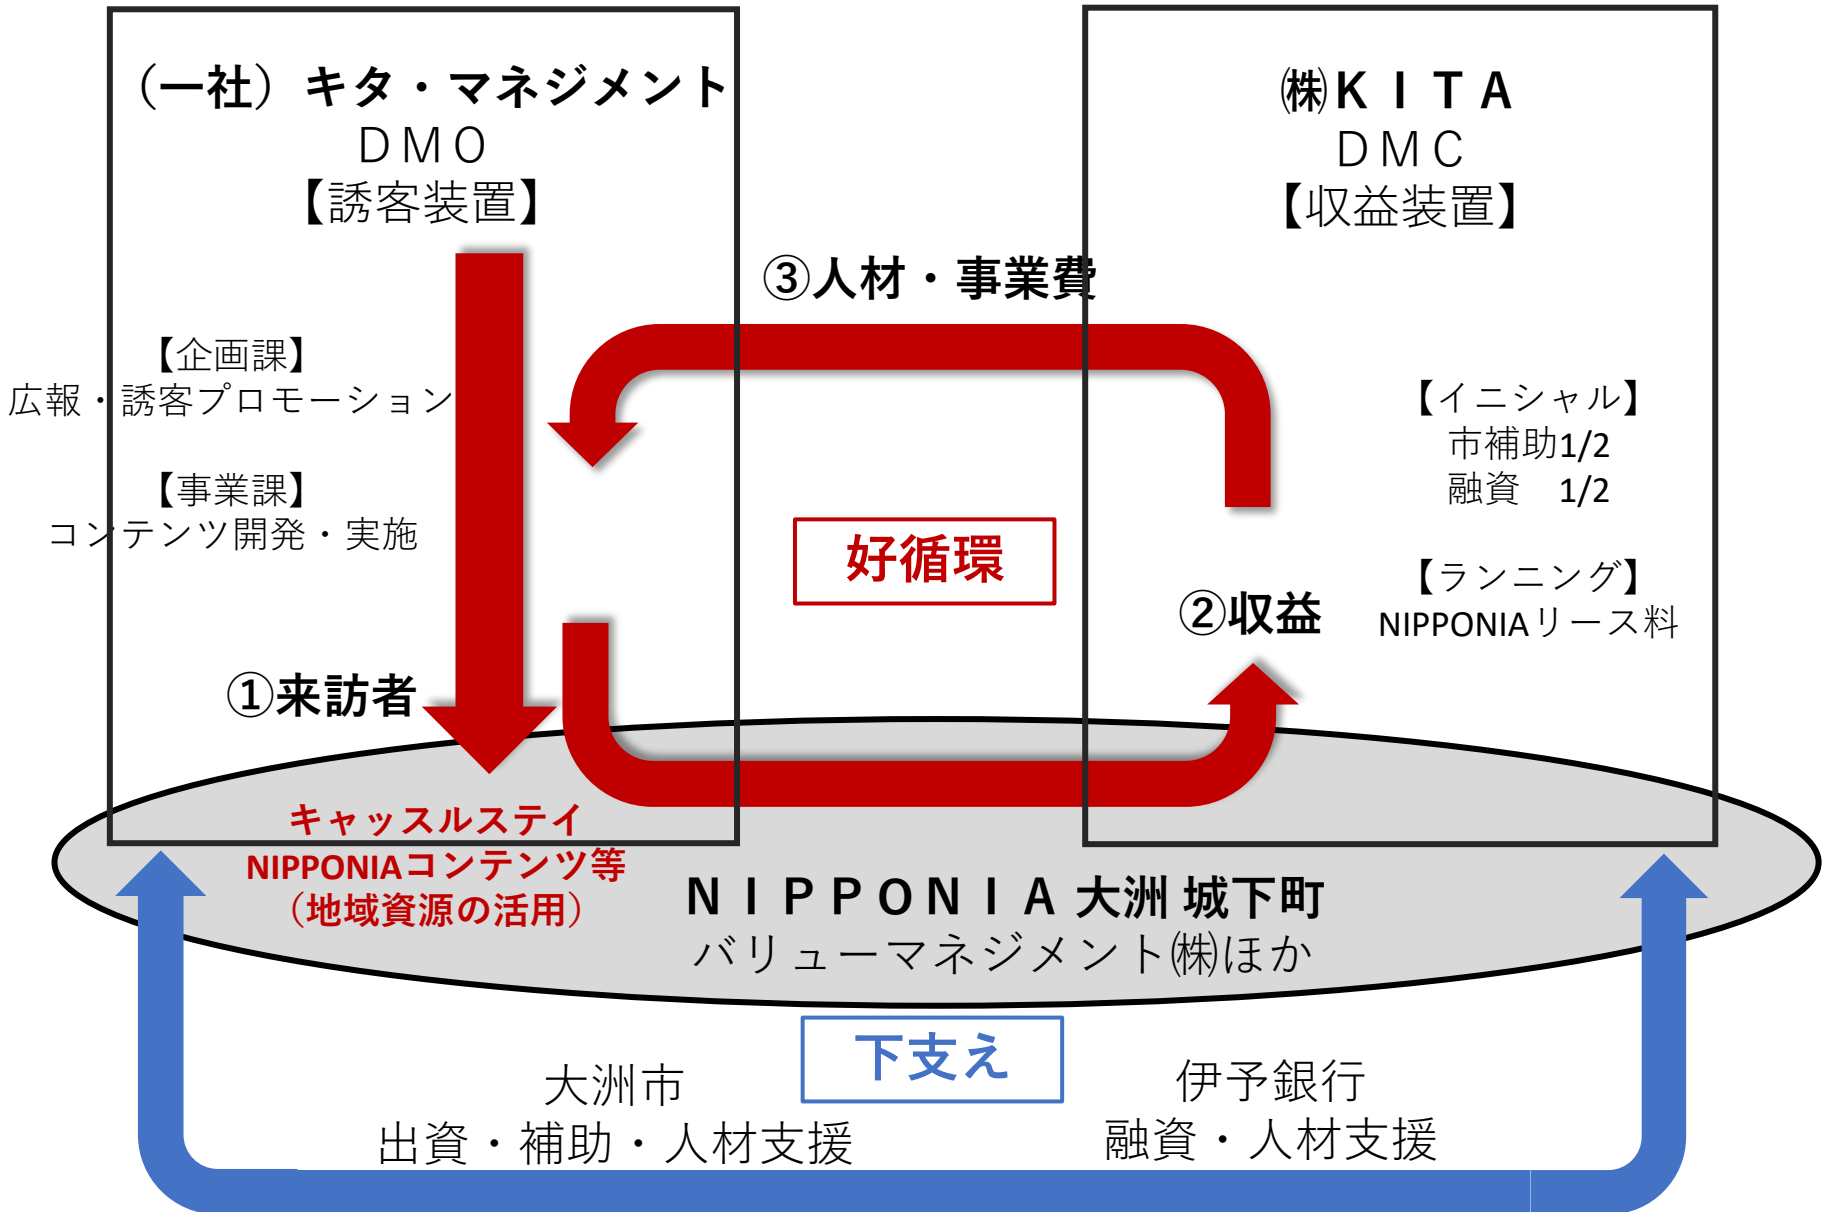 （一社）キタ・マネジメント
ＤＭＯ
【誘客装置】
㈱ＫＩＴＡ
ＤＭＣ
【収益装置】
③人材・事業費
【企画課】
広報・誘客プロモーション
【事業課】
コンテンツ開発・実施
【イニシャル】
市補助1/2
融資　1/2
好循環
【ランニング】
NIPPONIAリース料
②収益
①来訪者
キャッスルステイ
NIPPONIAコンテンツ等
（地域資源の活用）
ＮＩＰＰＯＮＩＡ 大洲 城下町
バリューマネジメント㈱ほか
下支え
大洲市
出資・補助・人材支援
伊予銀行
融資・人材支援